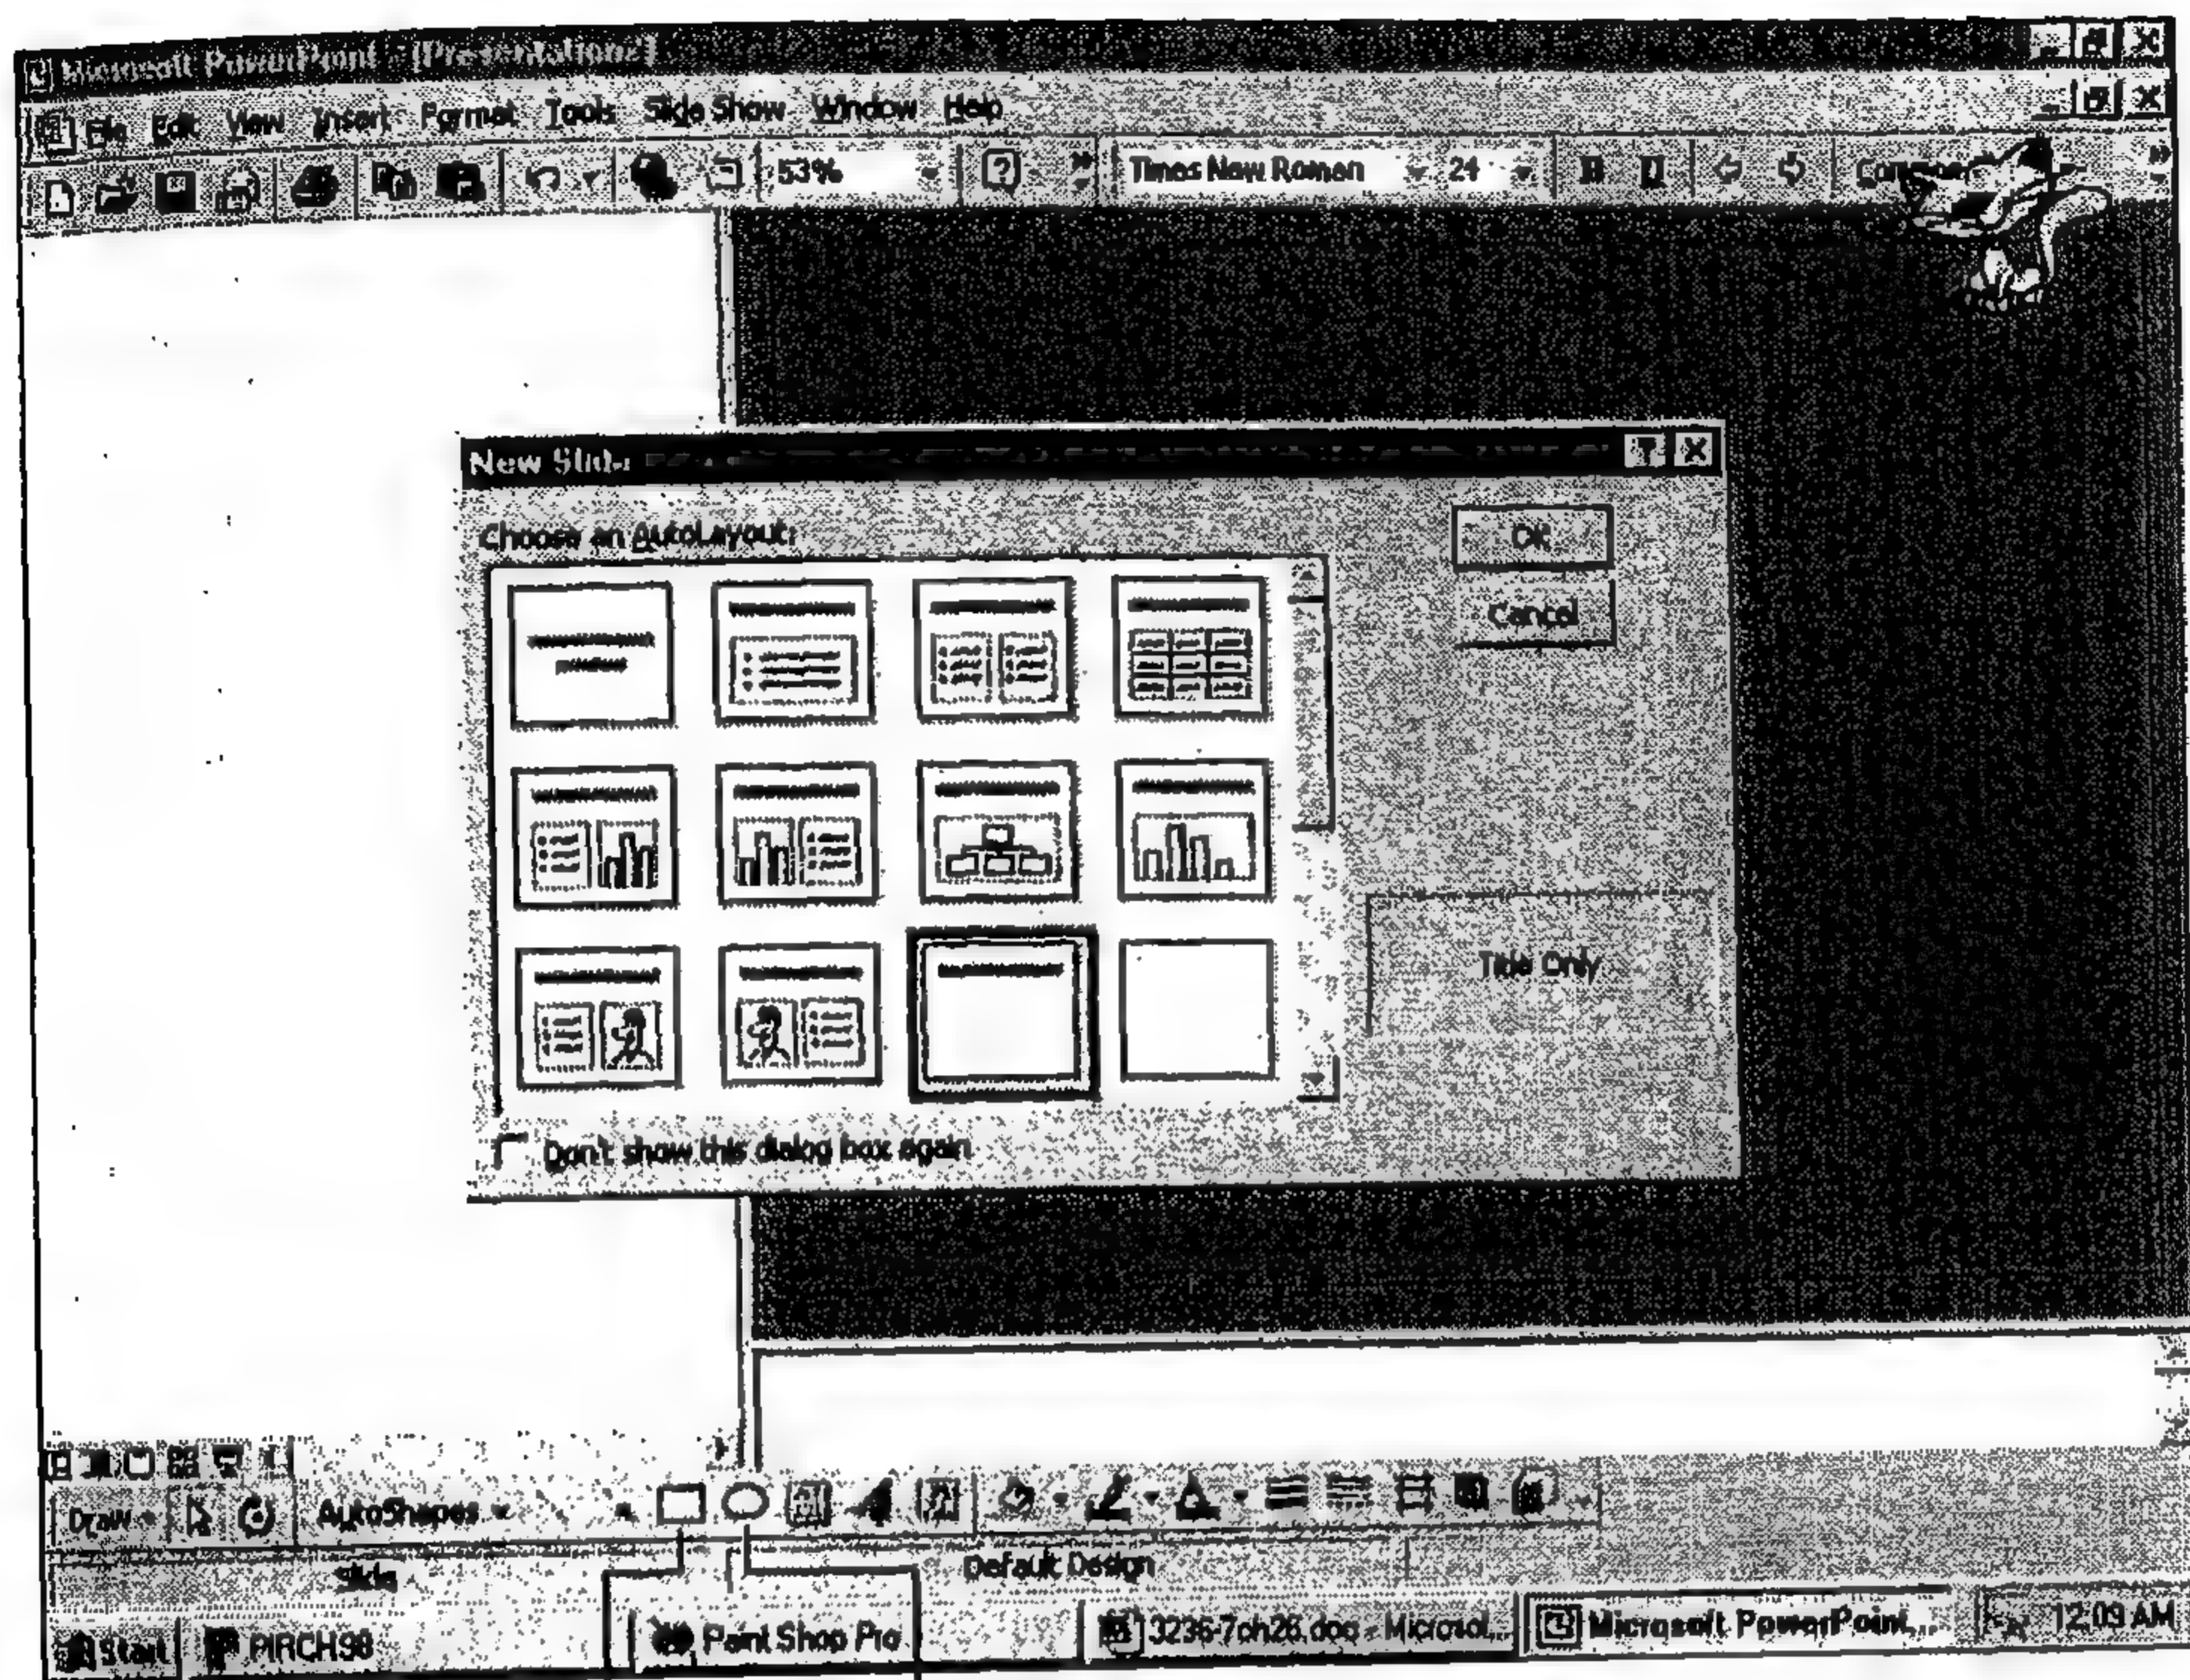 Microsoft PowerPoint - [Presentation2]
File Edit View Insert Format Tools Slide Show Window Help
53% Times New Roman 24 B
New Slide
Choose an AutoLayout:
OK
Cancel
Title Only
Don't show this dialog box again
Draw AutoShapes
Slide Default Design
Start PIRCH98 Paint Shop Pro 3236-7ch26.doc - Microsof... Microsoft PowerPoint... 12:09 AM